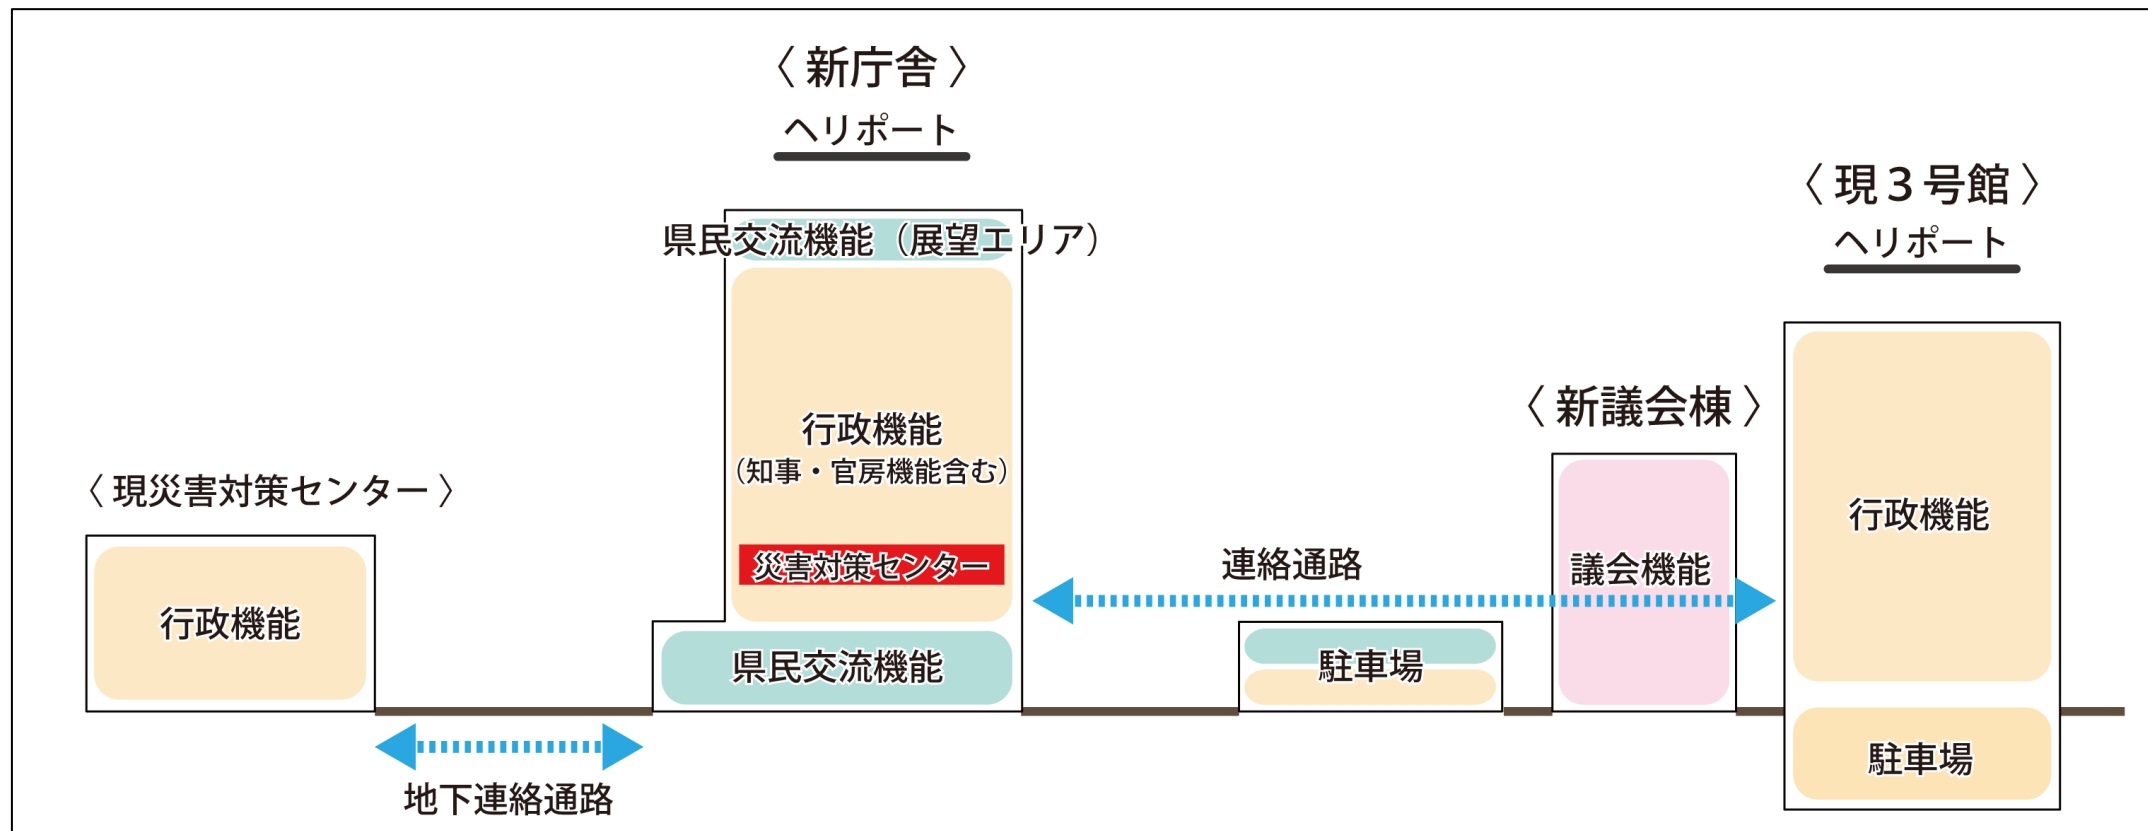 〈 新庁舎 〉
ヘリポート
県民交流機能（展望エリア）
行政機能
（知事・官房機能含む）
災害対策センター
県民交流機能
〈 現災害対策センター 〉
行政機能
地下連絡通路
連絡通路
駐車場
〈 新議会棟 〉
議会機能
〈 現３号館 〉
ヘリポート
行政機能
駐車場